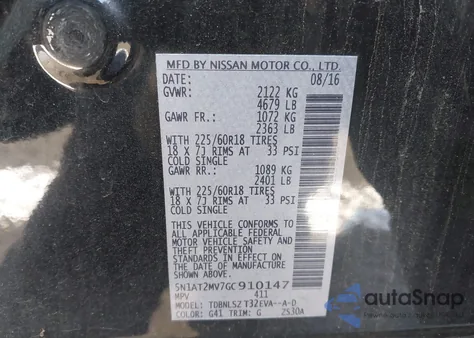 MFD BY NISSAN MOTOR CO., LTD.
DATE: 08/16
GVWR: 2122 KG
4679 LB
GAWR FR.: 1072 KG
2363 LB
WITH 225/60R18 TIRES
18 X 7J RIMS AT 33 PSI
COLD SINGLE
GAWR RR.: 1089 KG
2401 LB
WITH 225/60R18 TIRES
18 X 7J RIMS AT 33 PSI
COLD SINGLE
THIS VEHICLE CONFORMS TO
ALL APPLICABLE FEDERAL
MOTOR VEHICLE SAFETY AND
THEFT PREVENTION
STANDARDS IN EFFECT ON
THE DATE OF MANUFACTURE
SHOWN ABOVE.
5N1AT2MV7GC910147
MPV 411
MODEL: TDBNLSZ T32EVA--A-D
COLOR: G41 TRIM: G 2S30A
autoSnap